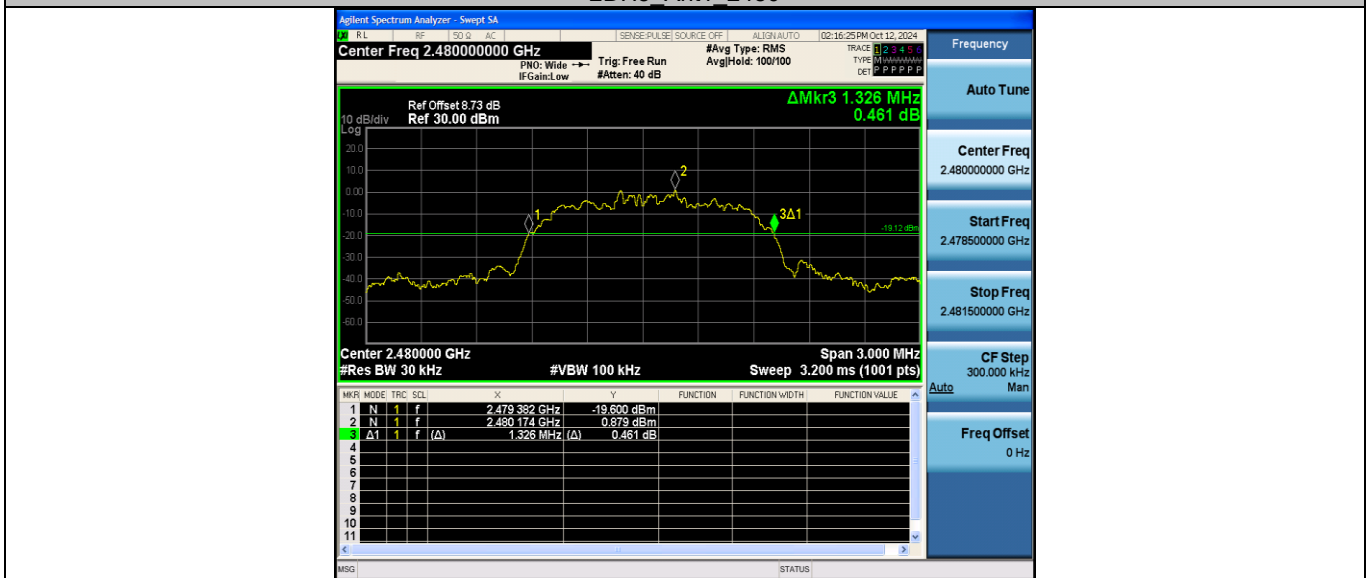 Agilent Spectrum Analyzer - Swept SA
RL RF 50 Ω AC SENSE:PULSE SOURCE OFF ALIGN AUTO 02:16:25 PM Oct 12, 2024
Center Freq 2.480000000 GHz #Avg Type: RMS TRACE 1 2 3 4 5 6
PNO: Wide Trig: Free Run Avg|Hold: 100/100 TYPE M
IFGain:Low #Atten: 40 dB DET P P P P P P
ΔMkr3 1.326 MHz
0.461 dB
Ref Offset 8.73 dB
10 dB/div Ref 30.00 dBm
Log
20.0
10.0
0.00
-10.0
-20.0
-30.0
-40.0
-50.0
-60.0
2
1
3Δ1
-19.12 dBm
Center 2.480000 GHz Span 3.000 MHz
#Res BW 30 kHz #VBW 100 kHz Sweep 3.200 ms (1001 pts)
MKR MODE TRC SCL X Y FUNCTION FUNCTION WIDTH FUNCTION VALUE
1 N 1 f 2.479 382 GHz -19.600 dBm
2 N 1 f 2.480 174 GHz 0.879 dBm
3 Δ1 1 f (Δ) 1.326 MHz (Δ) 0.461 dB
4
5
6
7
8
9
10
11
MSG STATUS
Frequency
Auto Tune
Center Freq
2.480000000 GHz
Start Freq
2.478500000 GHz
Stop Freq
2.481500000 GHz
CF Step
300.000 kHz
Auto Man
Freq Offset
0 Hz